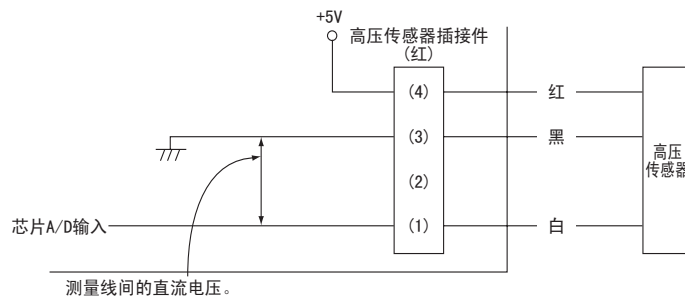 +5V
高压传感器插接件
(红)
(4)
红
(3)
黑
高压
传感器
(2)
芯片A/D输入
(1)
白
测量线间的直流电压。